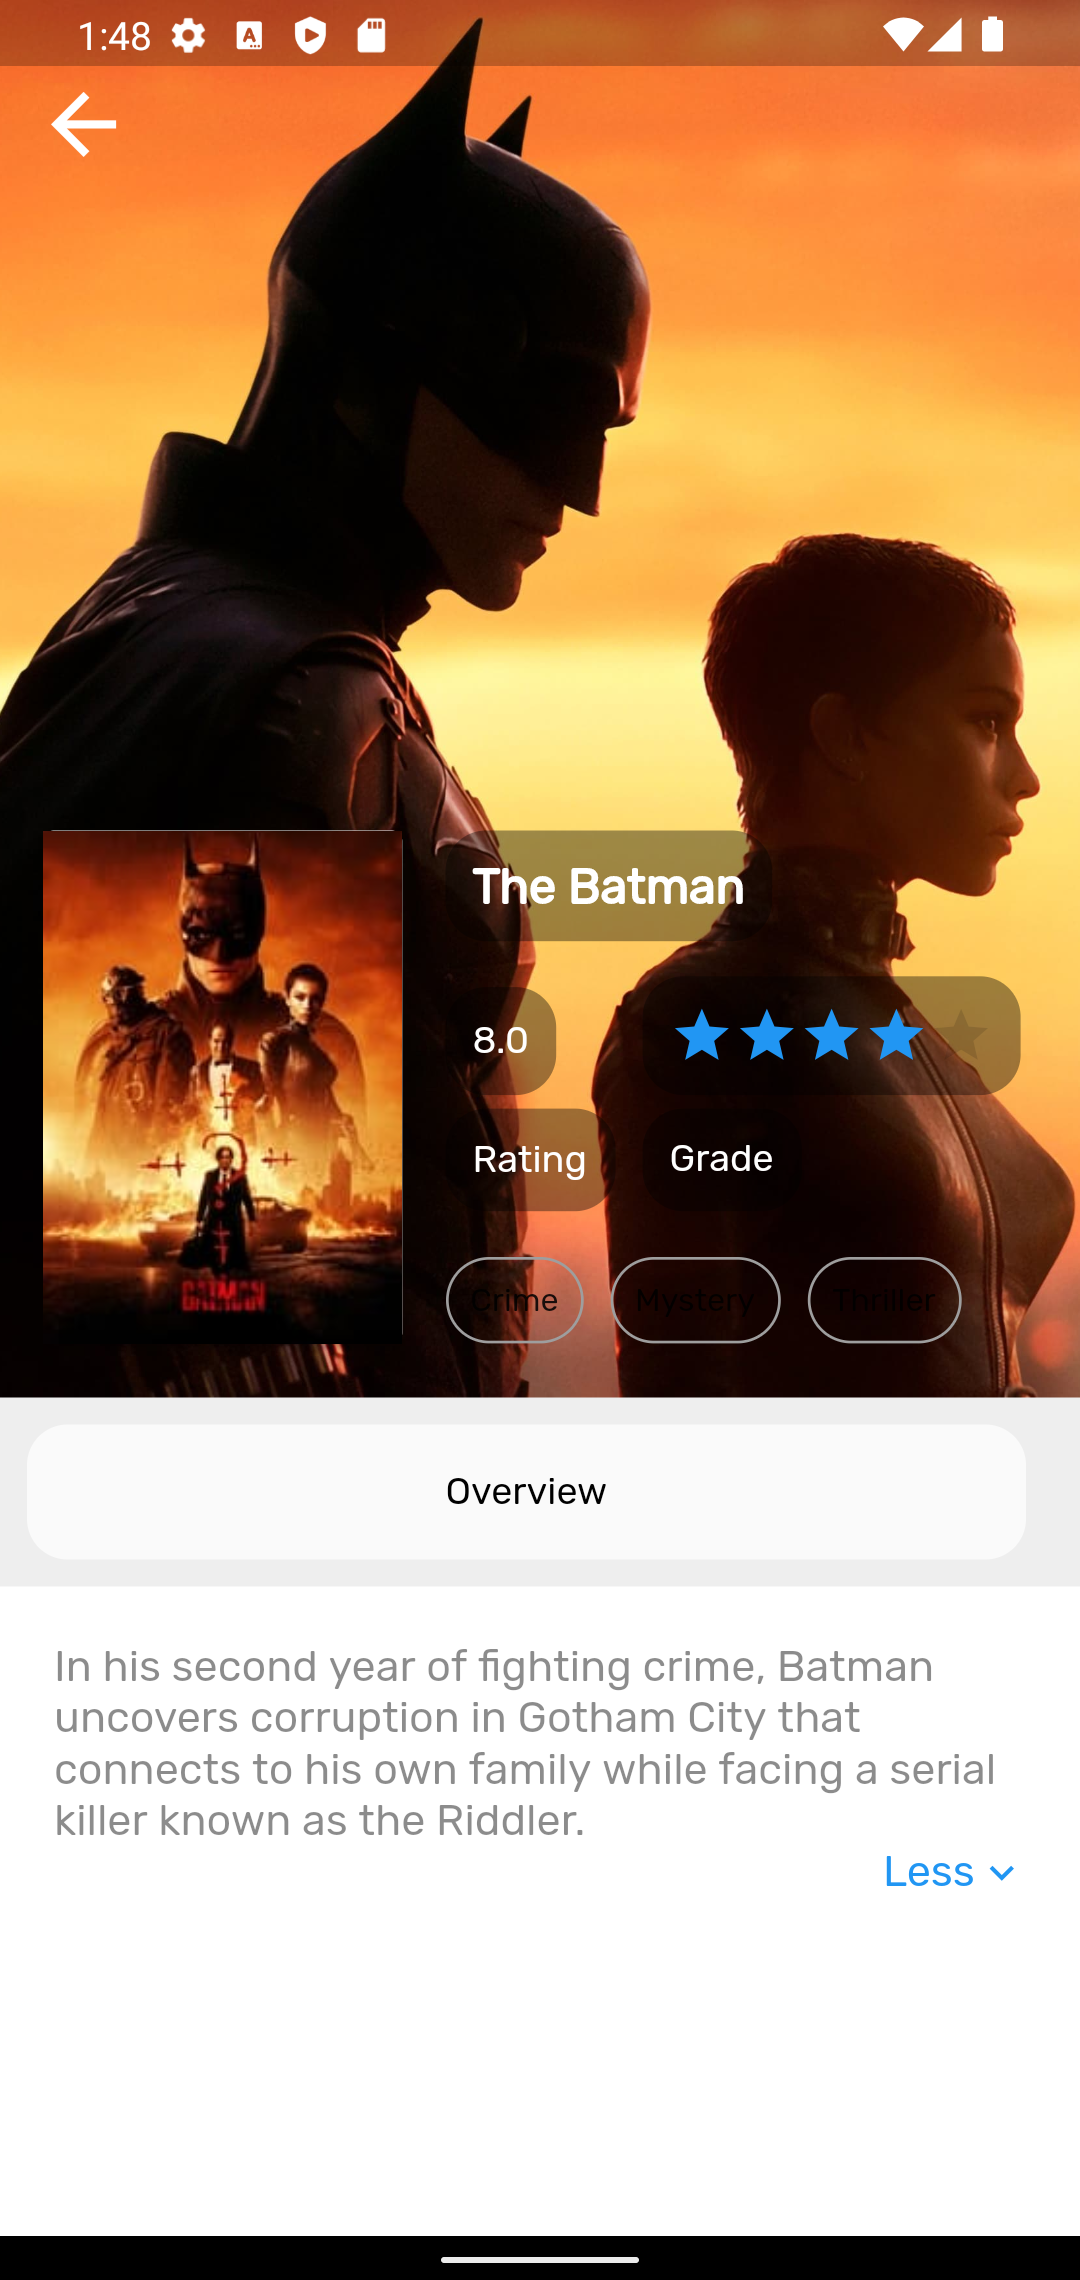 1:48
The Batman
8.0
Rating
Grade
Crime
Mystery
Thriller
BATMAN
Overview
In his second year of fighting crime, Batman
uncovers corruption in Gotham City that
connects to his own family while facing a serial
killer known as the Riddler.
Less